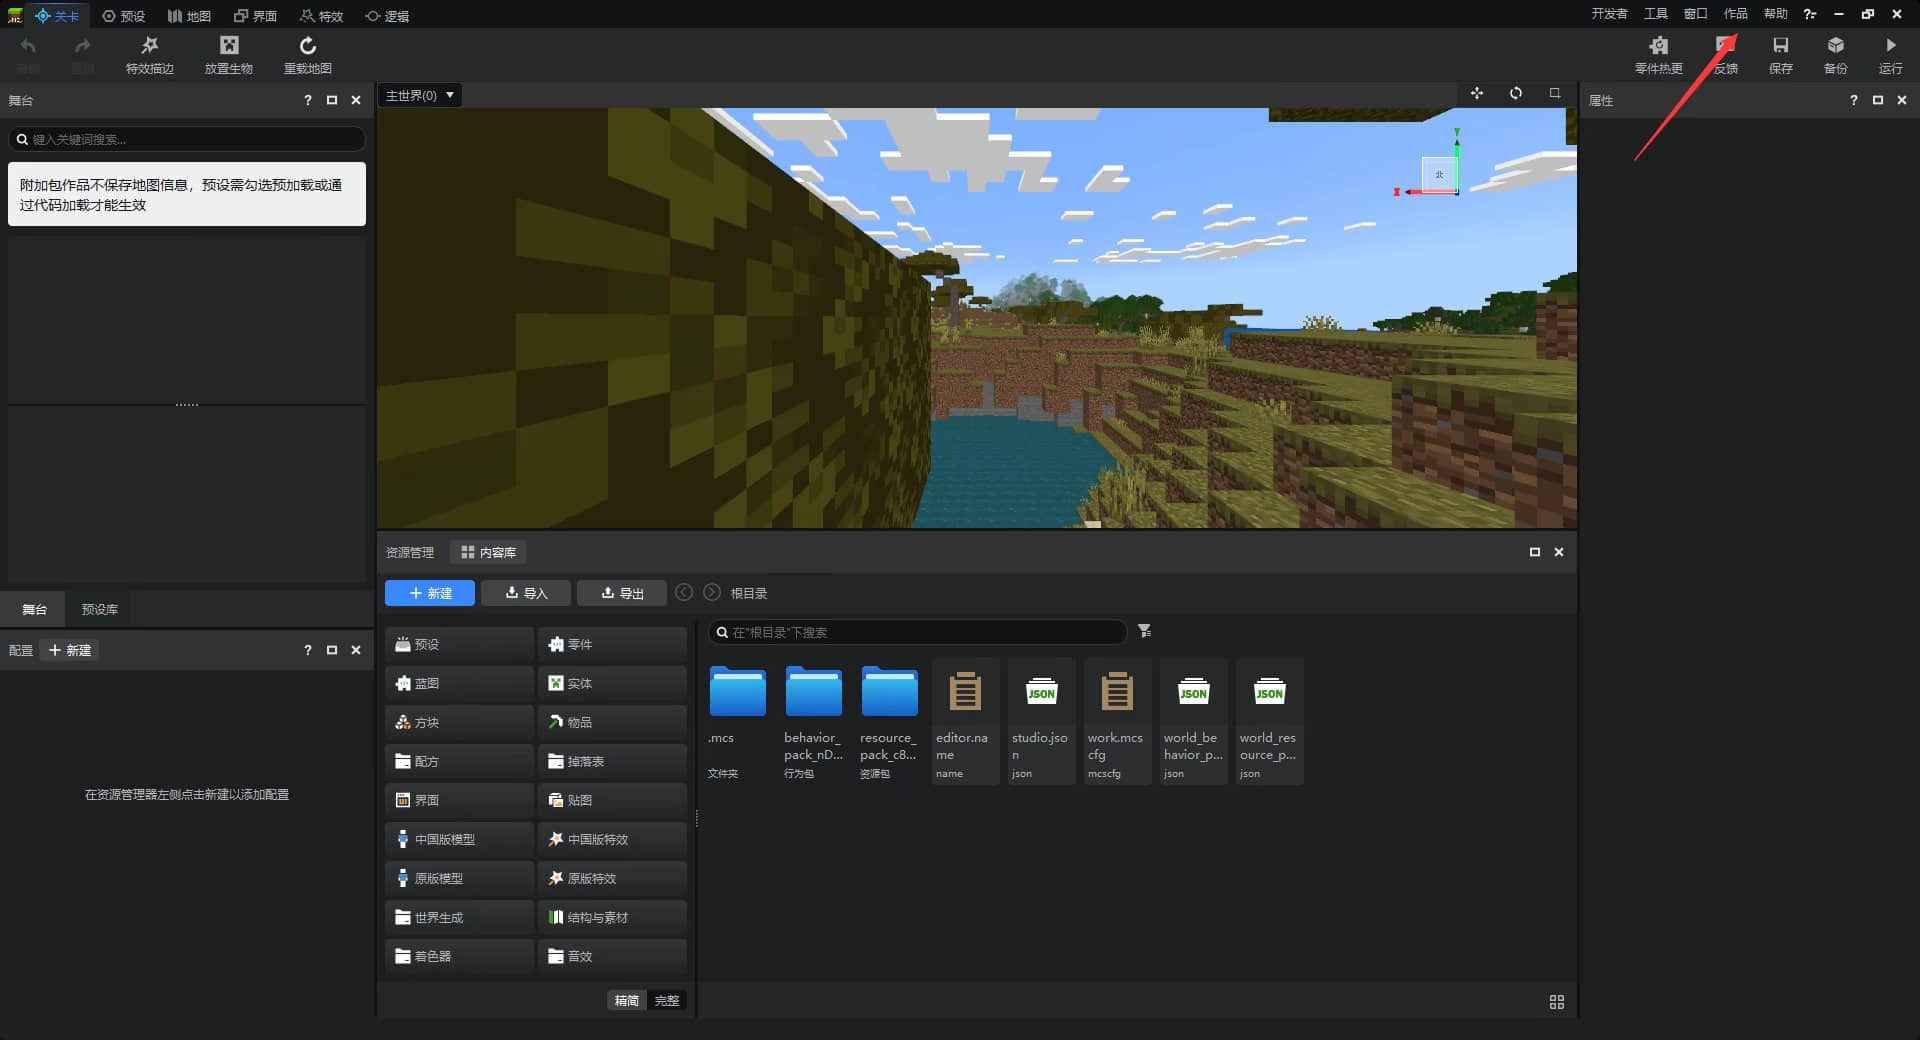 关卡 预设 地图 界面 特效 逻辑 开发者 工具 窗口 作品 帮助
特效描边 放置生物 重载地图 零件热更 反馈 保存 备份 运行
舞台
键入关键词搜索...
附加包作品不保存地图信息，预设需勾选预加载或通
过代码加载才能生效
舞台 预设库
配置 新建
在资源管理器左侧点击新建以添加配置
主世界(0)
Y
北
X
资源管理 内容库
新建 导入 导出 根目录
预设 零件
蓝图 实体
方块 物品
配方 掉落表
界面 贴图
中国版模型 中国版特效
原版模型 原版特效
世界生成 结构与素材
着色器 音效
精简 完整
在"根目录"下搜索
JSON JSON JSON
.mcs
文件夹
behavior_
pack_nD...
行为包
resource_
pack_c8...
资源包
editor.na
me
name
studio.jso
n
json
work.mcs
cfg
mcscfg
world_be
havior_p...
json
world_res
ource_p...
json
属性